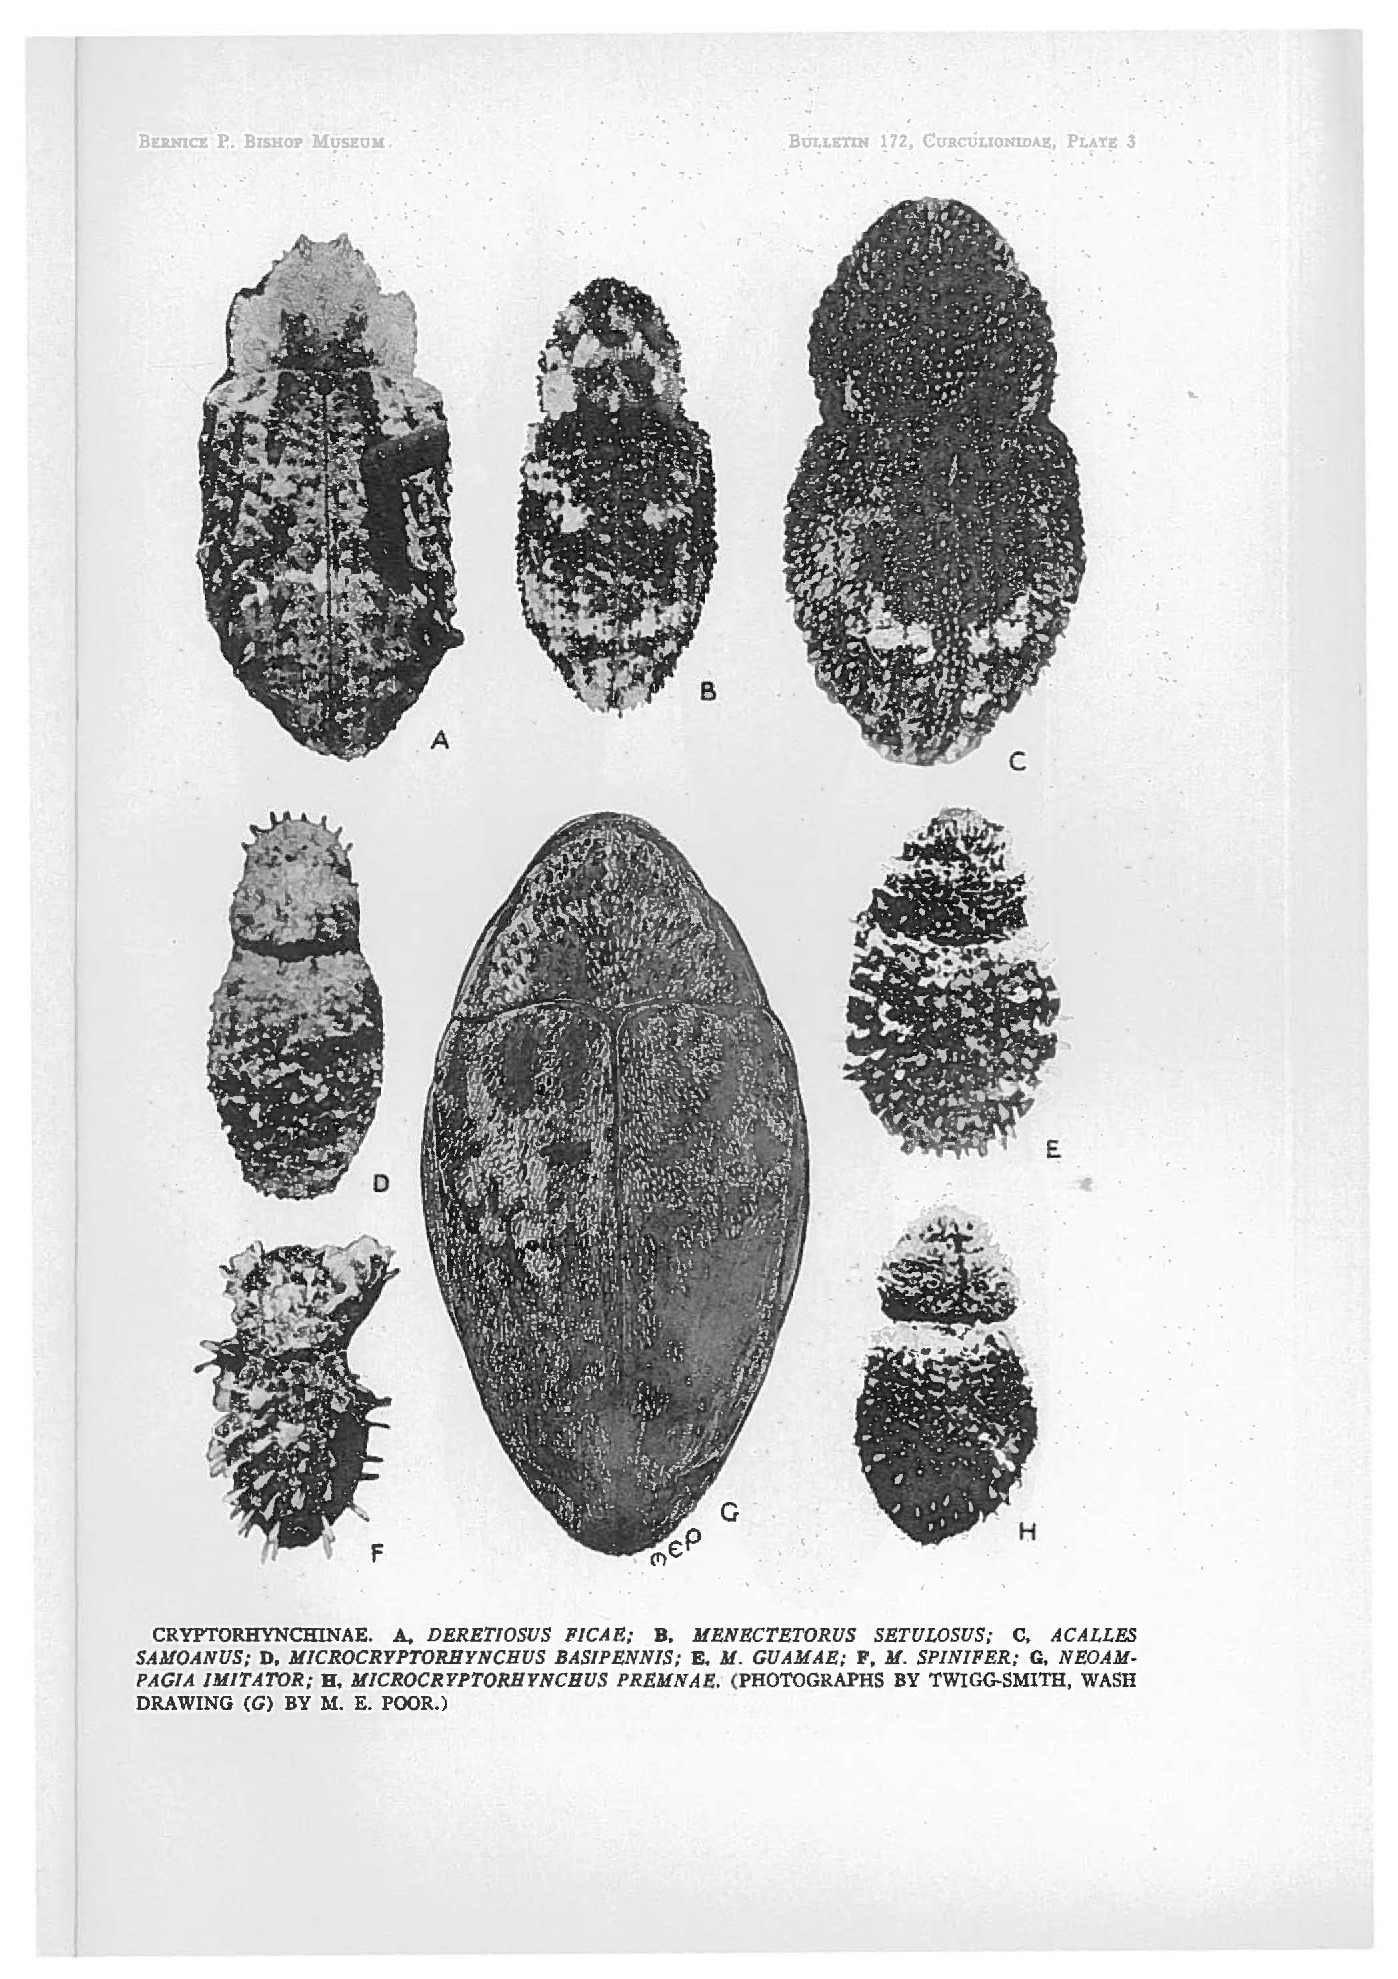 BERNICE P. BISHOP MUSEUM.
BULLETIN 172, CURCULIONIDAE, PLATE 3
A
B
C
D
E
F
G
MEP
H
CRYPTORHYNCHINAE. A, DERETIOSUS FICAE; B, MENECTETORUS SETULOSUS; C, ACALLES
SAMOANUS; D, MICROCRYPTORHYNCHUS BASIPENNIS; E, M. GUAMAE; F, M. SPINIFER; G, NEOAM-
PAGIA IMITATOR; H, MICROCRYPTORHYNCHUS PREMNAE. (PHOTOGRAPHS BY TWIGG-SMITH, WASH
DRAWING (G) BY M. E. POOR.)